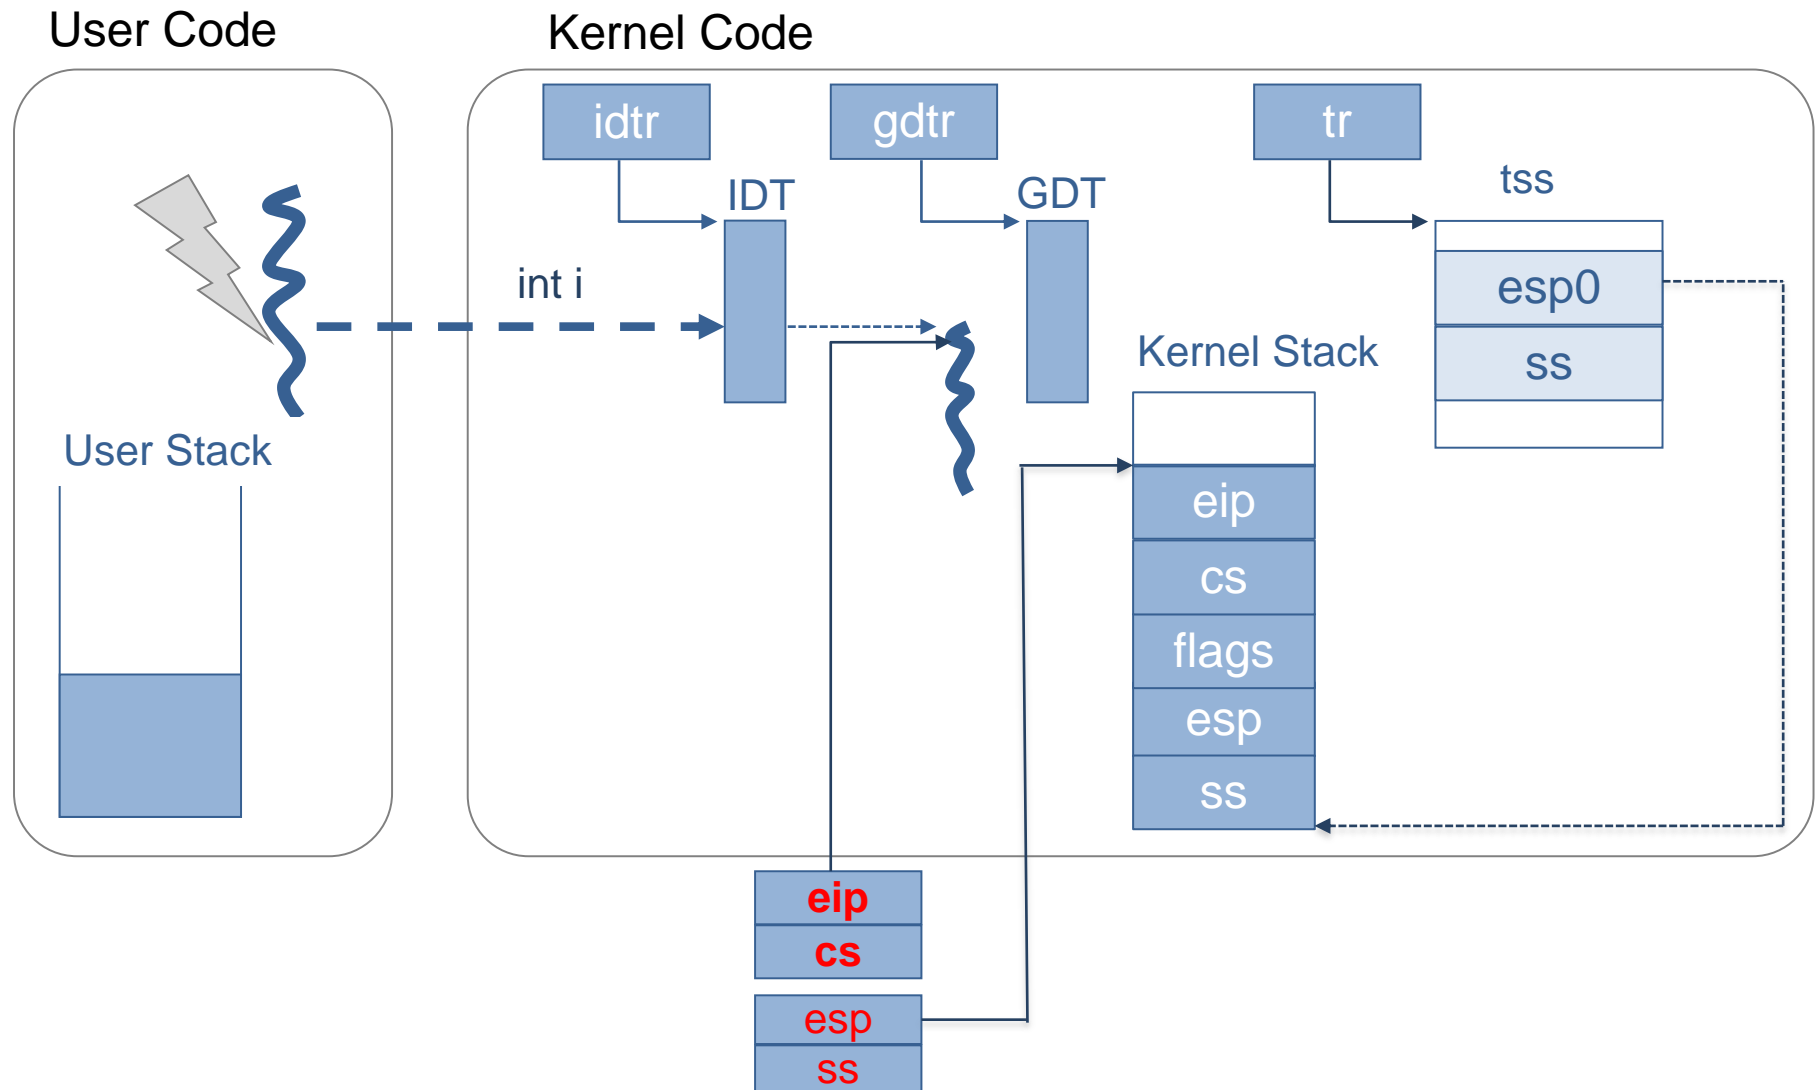 User Code
Kernel Code
idtr
gdtr
tr
IDT
GDT
tss
int i
esp0
ss
Kernel Stack
User Stack
eip
cs
flags
esp
ss
eip
cs
esp
ss